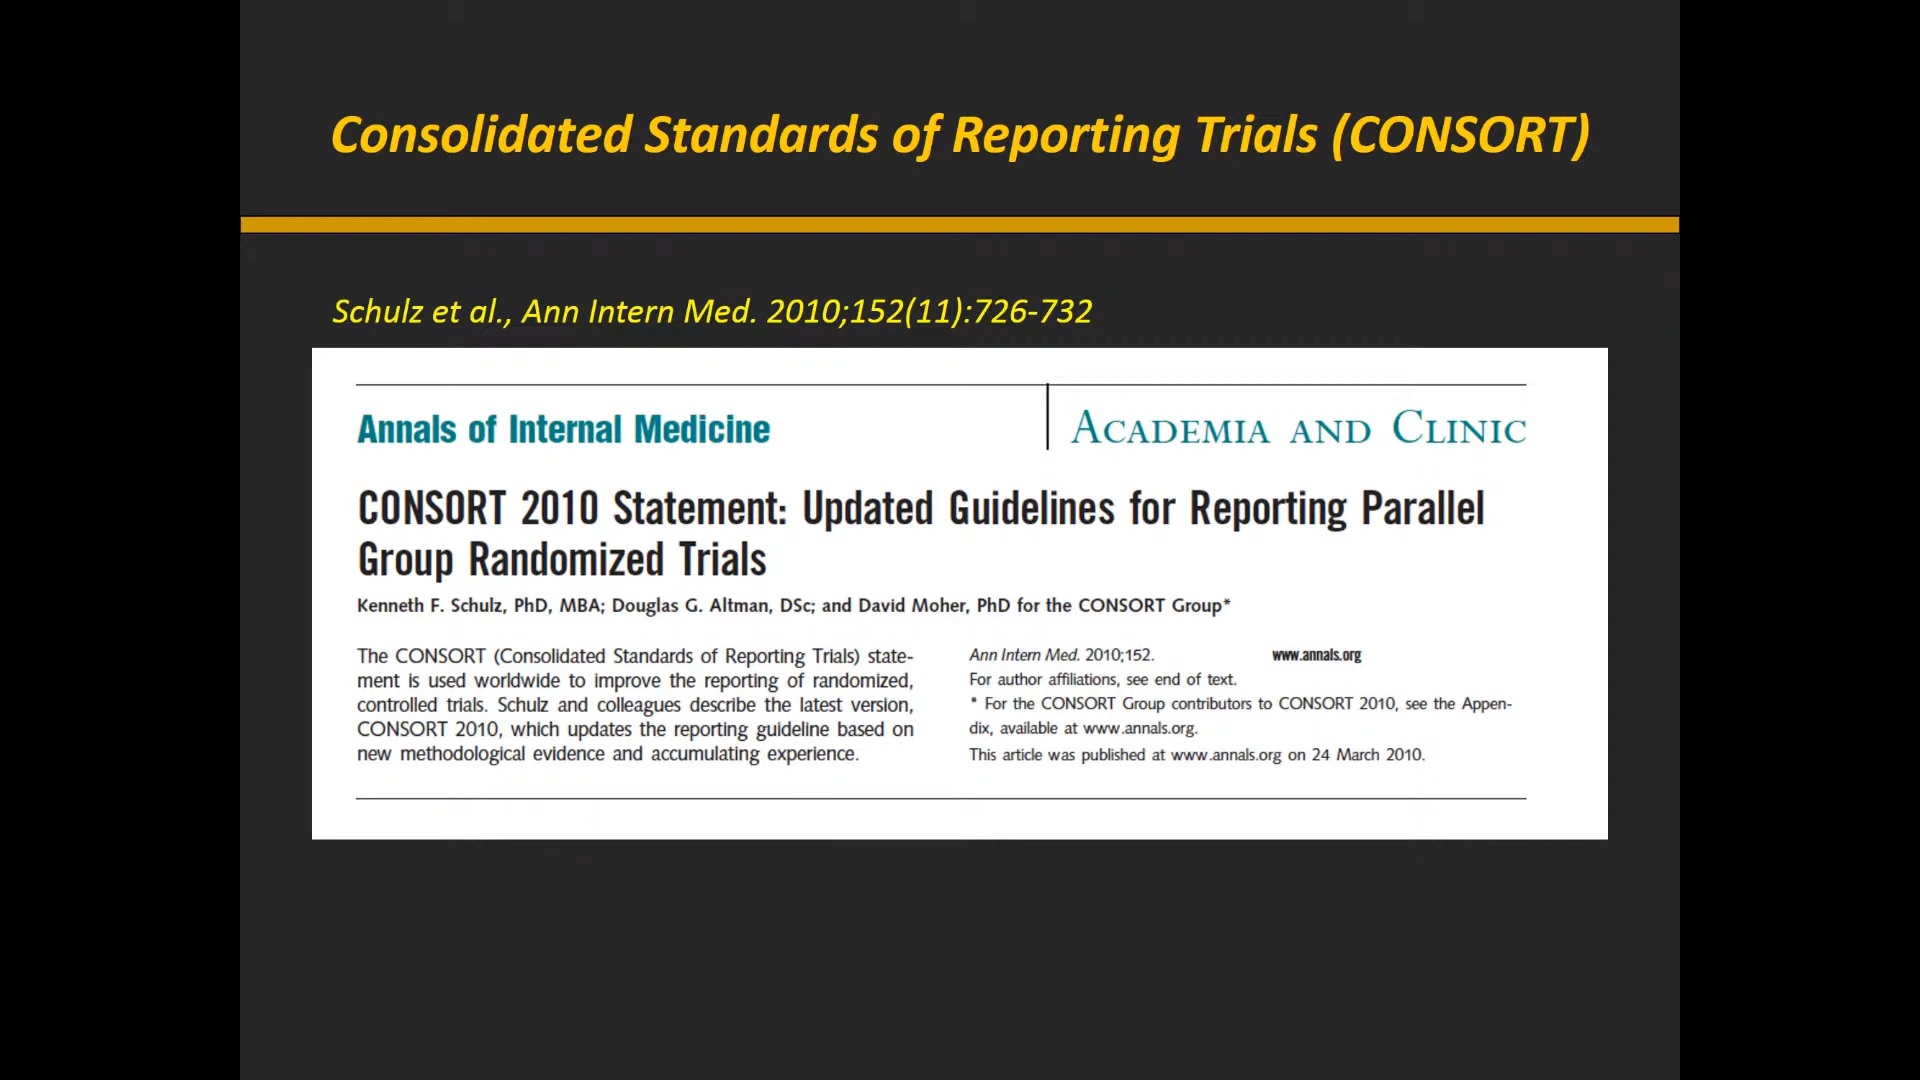 Consolidated Standards of Reporting Trials (CONSORT)
Schulz et al., Ann Intern Med. 2010;152(11):726-732
Annals of Internal Medicine
ACADEMIA AND CLINIC
CONSORT 2010 Statement: Updated Guidelines for Reporting Parallel
Group Randomized Trials
Kenneth F. Schulz, PhD, MBA; Douglas G. Altman, DSc; and David Moher, PhD for the CONSORT Group*
The CONSORT (Consolidated Standards of Reporting Trials) state-
ment is used worldwide to improve the reporting of randomized,
controlled trials. Schulz and colleagues describe the latest version,
CONSORT 2010, which updates the reporting guideline based on
new methodological evidence and accumulating experience.
Ann Intern Med. 2010;152. www.annals.org
For author affiliations, see end of text.
* For the CONSORT Group contributors to CONSORT 2010, see the Appen-
dix, available at www.annals.org.
This article was published at www.annals.org on 24 March 2010.